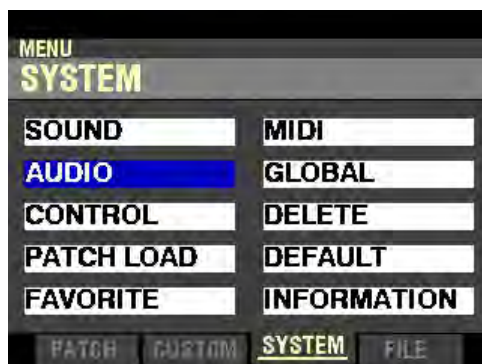 MENU
SYSTEM
SOUND
MIDI
AUDIO
GLOBAL
CONTROL
DELETE
PATCH LOAD
DEFAULT
FAVORITE
INFORMATION
PATCH CUSTOM SYSTEM FILE